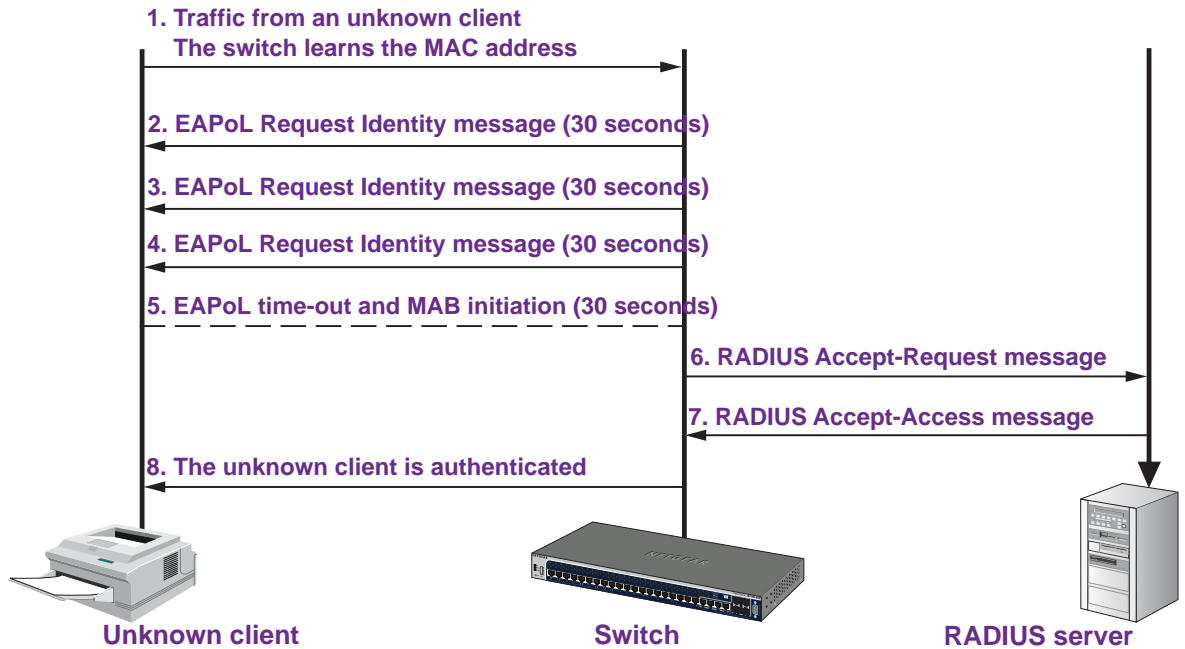 1. Traffic from an unknown client
The switch learns the MAC address
2. EAPoL Request Identity message (30 seconds)
3. EAPoL Request Identity message (30 seconds)
4. EAPoL Request Identity message (30 seconds)
5. EAPoL time-out and MAB initiation (30 seconds)
6. RADIUS Accept-Request message
7. RADIUS Accept-Access message
8. The unknown client is authenticated
NETGEAR
Unknown client
Switch
RADIUS server